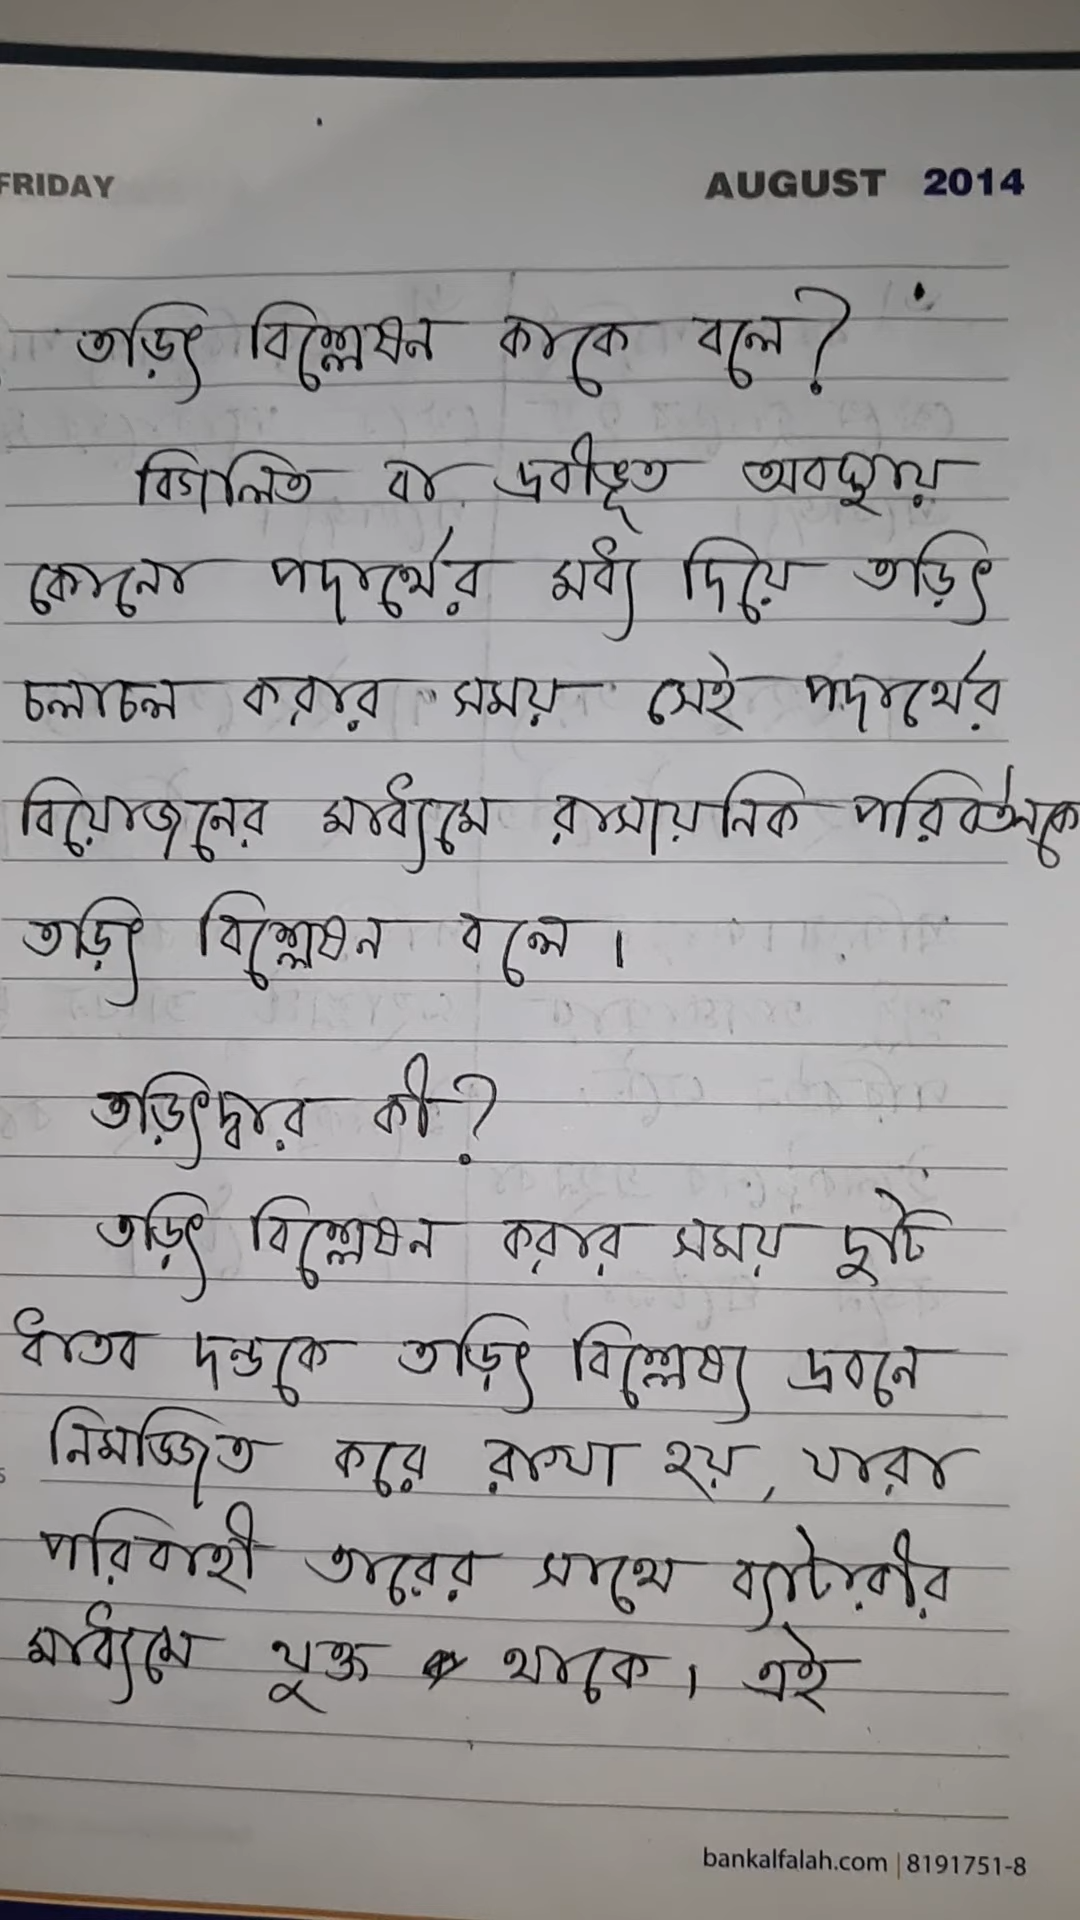 FRIDAY AUGUST 2014
তড়িৎ বিশ্লেষন কাকে বলে?
বিগলিত বা দ্রবীভূত অবস্থায়
কোনো পদার্থের মধ্য দিয়ে তড়িৎ
চলাচল করার সময় সেই পদার্থের
বিয়োজনের মাধ্যমে রাসায়নিক পরিবর্তনকে
তড়িৎ বিশ্লেষন বলে।
তড়িৎদ্বার কী?
তড়িৎ বিশ্লেষন করার সময় দুটি
ধাতব দন্ডকে তড়িৎ বিশ্লেষ্য দ্রবনে
নিমজ্জিত করে রাখা হয়, যারা
পরিবাহী তারের সাথে ব্যাটারীর
মাধ্যমে যুক্ত থাকে। এই
bankalfalah.com | 8191751-8